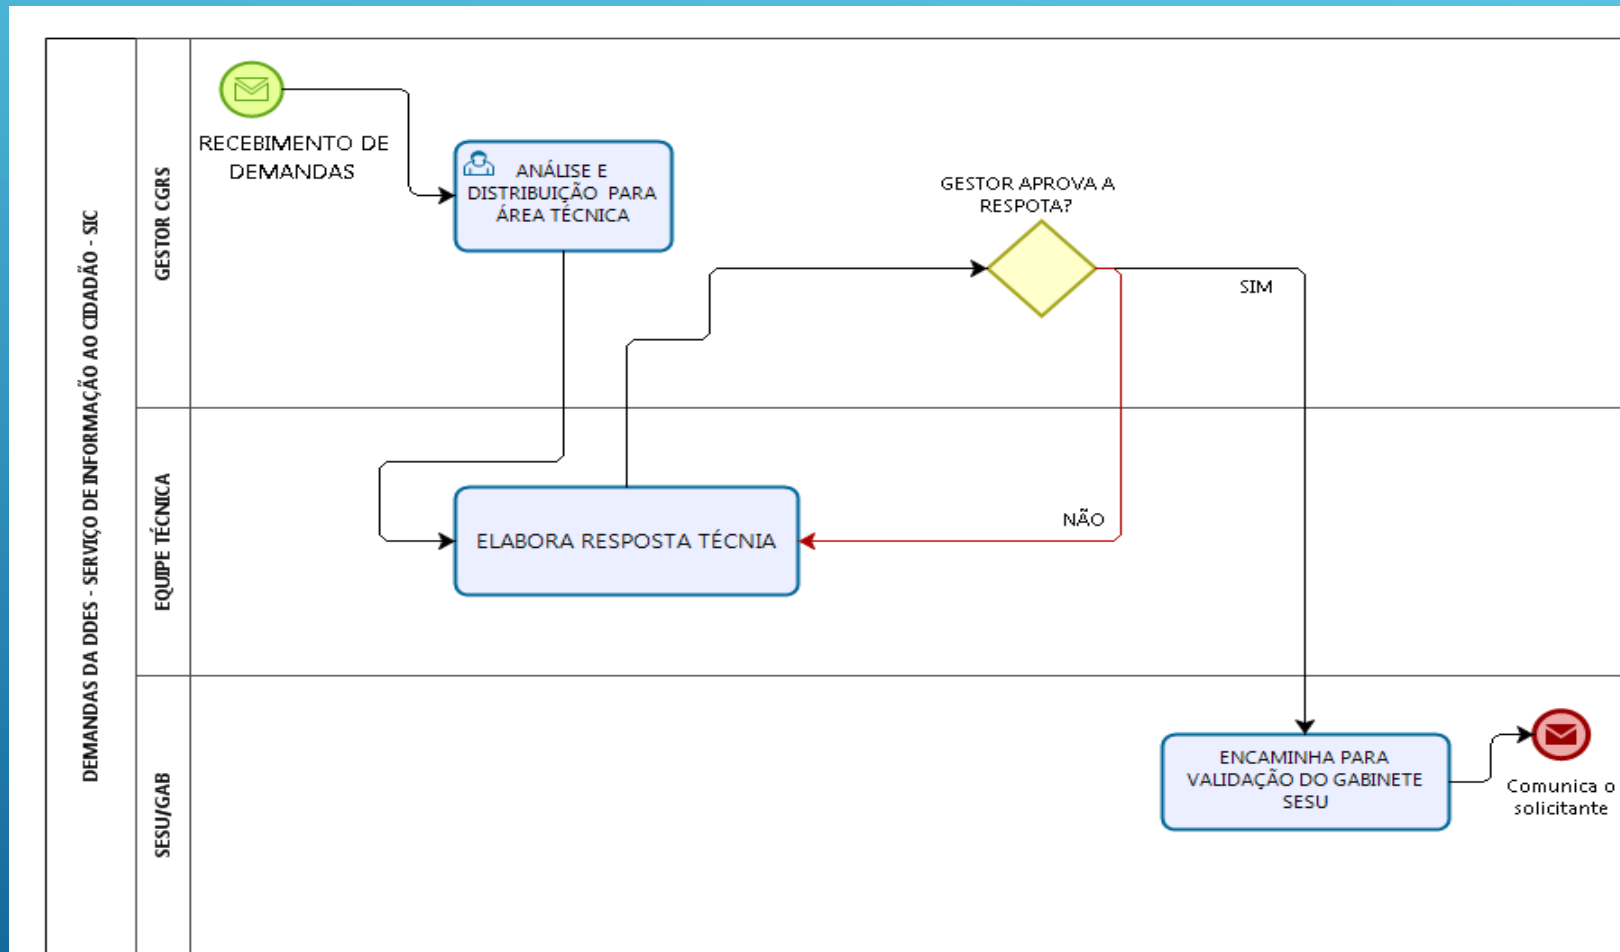 DEMANDAS DA DDES - SERVIÇO DE INFORMAÇÃO AO CIDADÃO - SIC
GESTOR CGRS
RECEBIMENTO DE
DEMANDAS
ANÁLISE E
DISTRIBUIÇÃO PARA
ÁREA TÉCNICA
GESTOR APROVA A
RESPOTA?
SIM
EQUIPE TÉCNICA
ELABORA RESPOSTA TÉCNIA
NÃO
SESU/GAB
ENCAMINHA PARA
VALIDAÇÃO DO GABINETE
SESU
Comunica o
solicitante